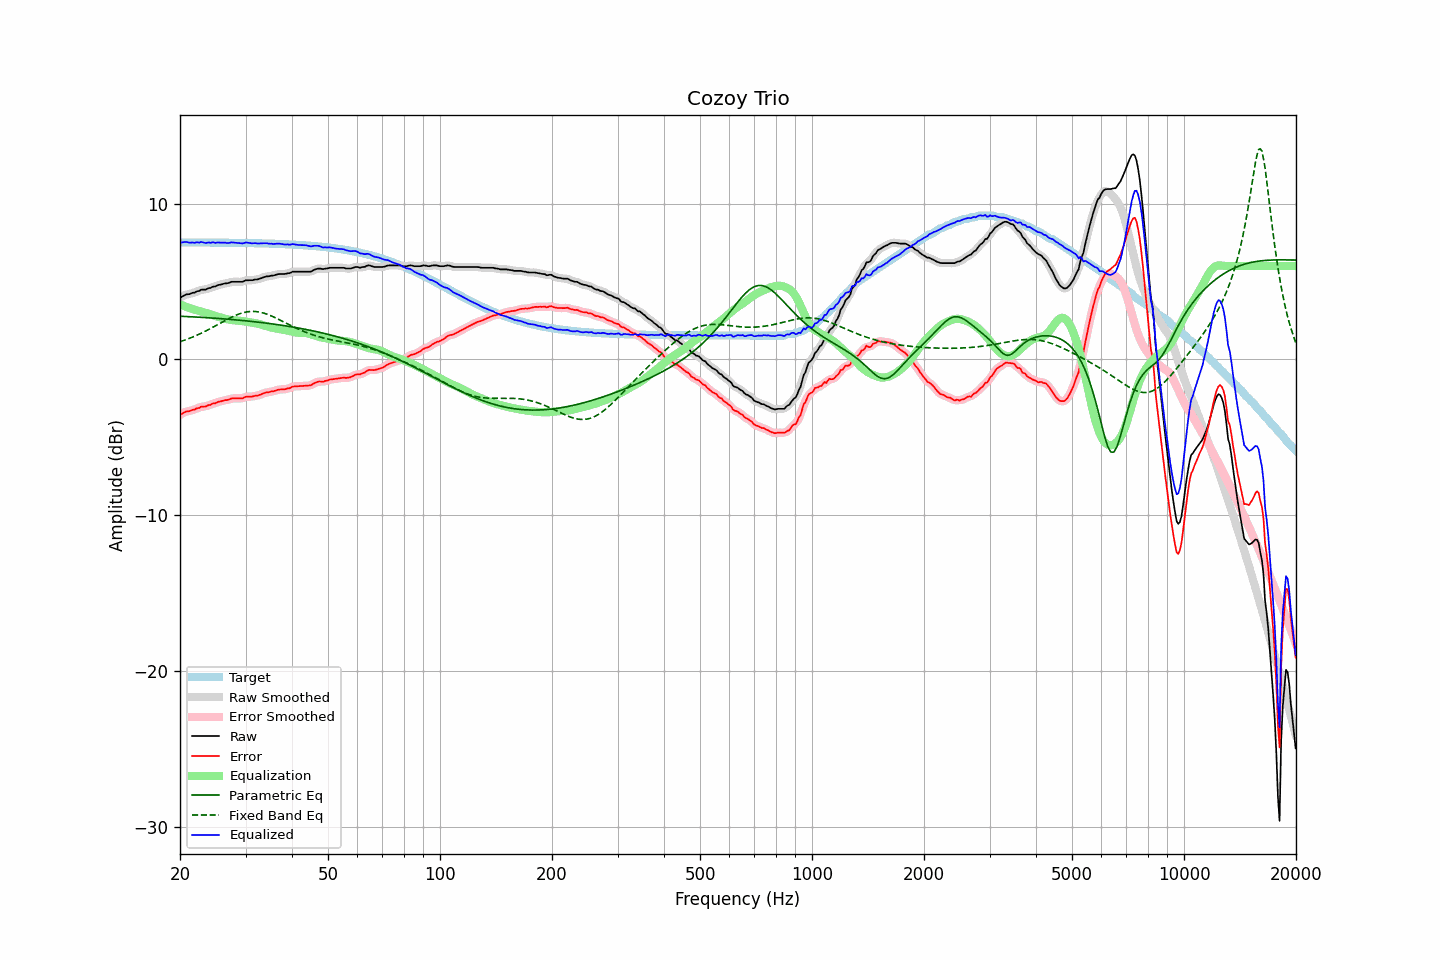 Cozoy Trio
Amplitude (dBr)
10
0
−10
−20
−30
Target
Raw Smoothed
Error Smoothed
Raw
Error
Equalization
Parametric Eq
Fixed Band Eq
Equalized
20 50 100 200 500 1000 2000 5000 10000 20000
Frequency (Hz)